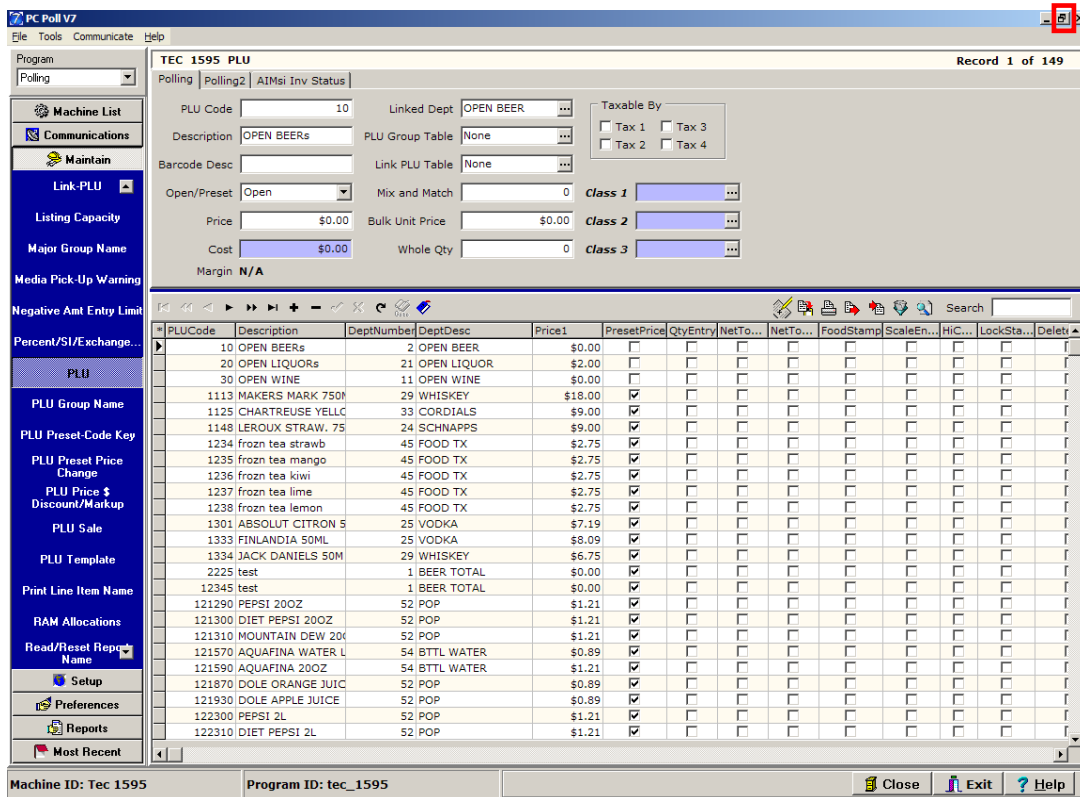 PC Poll V7
File Tools Communicate Help
Program
Polling
Machine List
Communications
Maintain
Link-PLU
Listing Capacity
Major Group Name
Media Pick-Up Warning
Negative Amt Entry Limit
Percent/SI/Exchange...
PLU
PLU Group Name
PLU Preset-Code Key
PLU Preset Price
Change
PLU Price $
Discount/Markup
PLU Sale
PLU Template
Print Line Item Name
RAM Allocations
Read/Reset Report
Name
Setup
Preferences
Reports
Most Recent
TEC 1595 PLU Record 1 of 149
Polling Polling2 AIMsi Inv Status
PLU Code 10 Linked Dept OPEN BEER ... Taxable By
Tax 1 Tax 3
Description OPEN BEERs PLU Group Table None ... Tax 2 Tax 4
Barcode Desc Link PLU Table None ...
Open/Preset Open Mix and Match 0 Class 1 ...
Price $0.00 Bulk Unit Price $0.00 Class 2 ...
Cost $0.00 Whole Qty 0 Class 3 ...
Margin N/A
Search
* PLUCode Description DeptNumber DeptDesc Price1 PresetPrice QtyEntry NetTo... NetTo... FoodStamp ScaleEn... HiC... LockSta... Delete
10 OPEN BEERs 2 OPEN BEER $0.00
20 OPEN LIQUORs 21 OPEN LIQUOR $2.00
30 OPEN WINE 11 OPEN WINE $0.00
1113 MAKERS MARK 750M 29 WHISKEY $18.00
1125 CHARTREUSE YELLO 33 CORDIALS $9.00
1148 LEROUX STRAW. 75 24 SCHNAPPS $9.00
1234 frozn tea strawb 45 FOOD TX $2.75
1235 frozn tea mango 45 FOOD TX $2.75
1236 frozn tea kiwi 45 FOOD TX $2.75
1237 frozn tea lime 45 FOOD TX $2.75
1238 frozn tea lemon 45 FOOD TX $2.75
1301 ABSOLUT CITRON 5 25 VODKA $7.19
1333 FINLANDIA 50ML 25 VODKA $8.09
1334 JACK DANIELS 50M 29 WHISKEY $6.75
2225 test 1 BEER TOTAL $0.00
12345 test 1 BEER TOTAL $0.00
121290 PEPSI 20OZ 52 POP $1.21
121300 DIET PEPSI 20OZ 52 POP $1.21
121310 MOUNTAIN DEW 20O 52 POP $1.21
121570 AQUAFINA WATER L 54 BTTL WATER $0.89
121590 AQUAFINA 20OZ 54 BTTL WATER $1.21
121870 DOLE ORANGE JUIC 52 POP $0.89
121930 DOLE APPLE JUICE 52 POP $0.89
122300 PEPSI 2L 52 POP $1.21
122310 DIET PEPSI 2L 52 POP $1.21
Machine ID: Tec 1595 Program ID: tec_1595 Close Exit Help